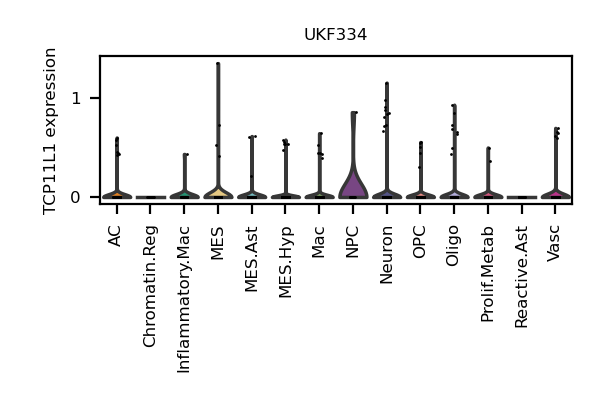 UKF334
TCP11L1 expression
1
0
AC
Chromatin.Reg
Inflammatory.Mac
MES
MES.Ast
MES.Hyp
Mac
NPC
Neuron
OPC
Oligo
Prolif.Metab
Reactive.Ast
Vasc